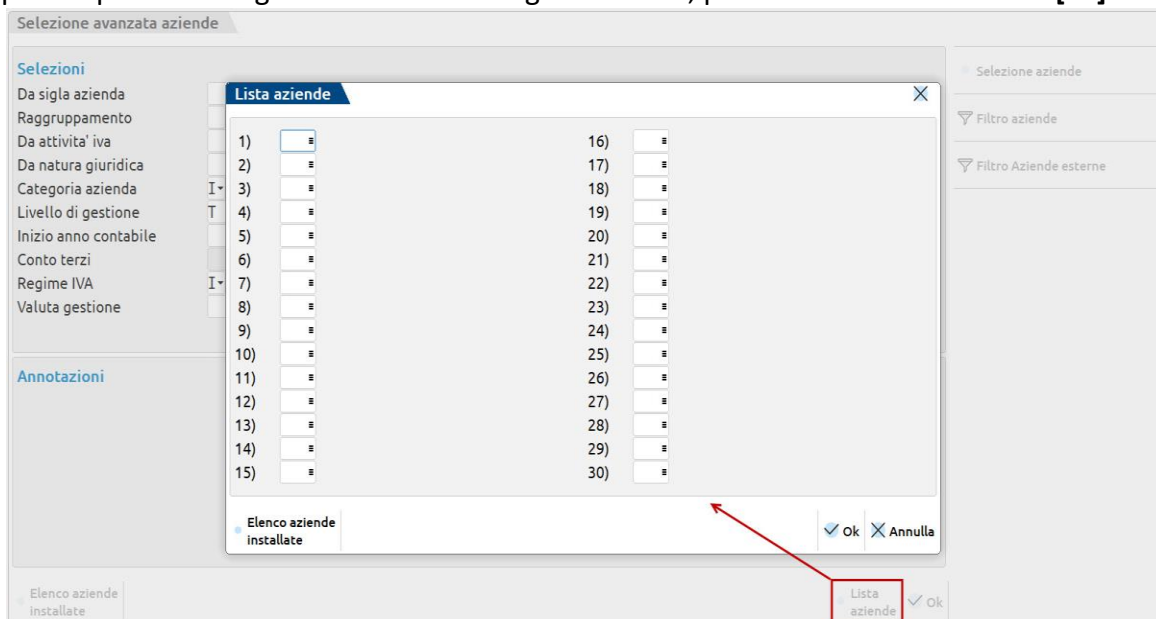 Selezione avanzata aziende
Selezioni
Da sigla azienda
Raggruppamento
Da attivita' iva
Da natura giuridica
Categoria azienda I
Livello di gestione T
Inizio anno contabile
Conto terzi
Regime IVA I
Valuta gestione
Annotazioni
Lista aziende
1)
2)
3)
4)
5)
6)
7)
8)
9)
10)
11)
12)
13)
14)
15)
16)
17)
18)
19)
20)
21)
22)
23)
24)
25)
26)
27)
28)
29)
30)
Elenco aziende
installate
Ok Annulla
Selezione aziende
Filtro aziende
Filtro Aziende esterne
Elenco aziende
installate
Lista
aziende
Ok